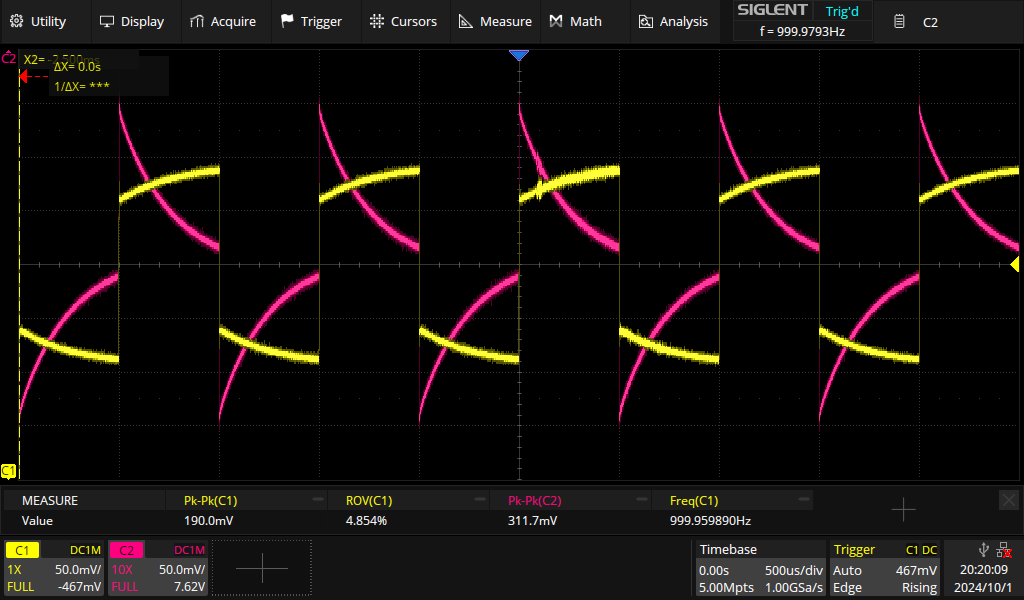 Utility Display Acquire Trigger Cursors Measure Math Analysis SIGLENT Trig'd C2
f = 999.9793Hz
C2 X2= -2.500ms
ΔX= 0.0s
1/ΔX= ***
C1
MEASURE Pk-Pk(C1) ROV(C1) Pk-Pk(C2) Freq(C1)
Value 190.0mV 4.854% 311.7mV 999.959890Hz
C1 DC1M C2 DC1M Timebase Trigger C1 DC
1X 50.0mV/ 10X 50.0mV/ 0.00s 500us/div Auto 467mV 20:20:09
FULL -467mV FULL 7.62V 5.00Mpts 1.00GSa/s Edge Rising 2024/10/1